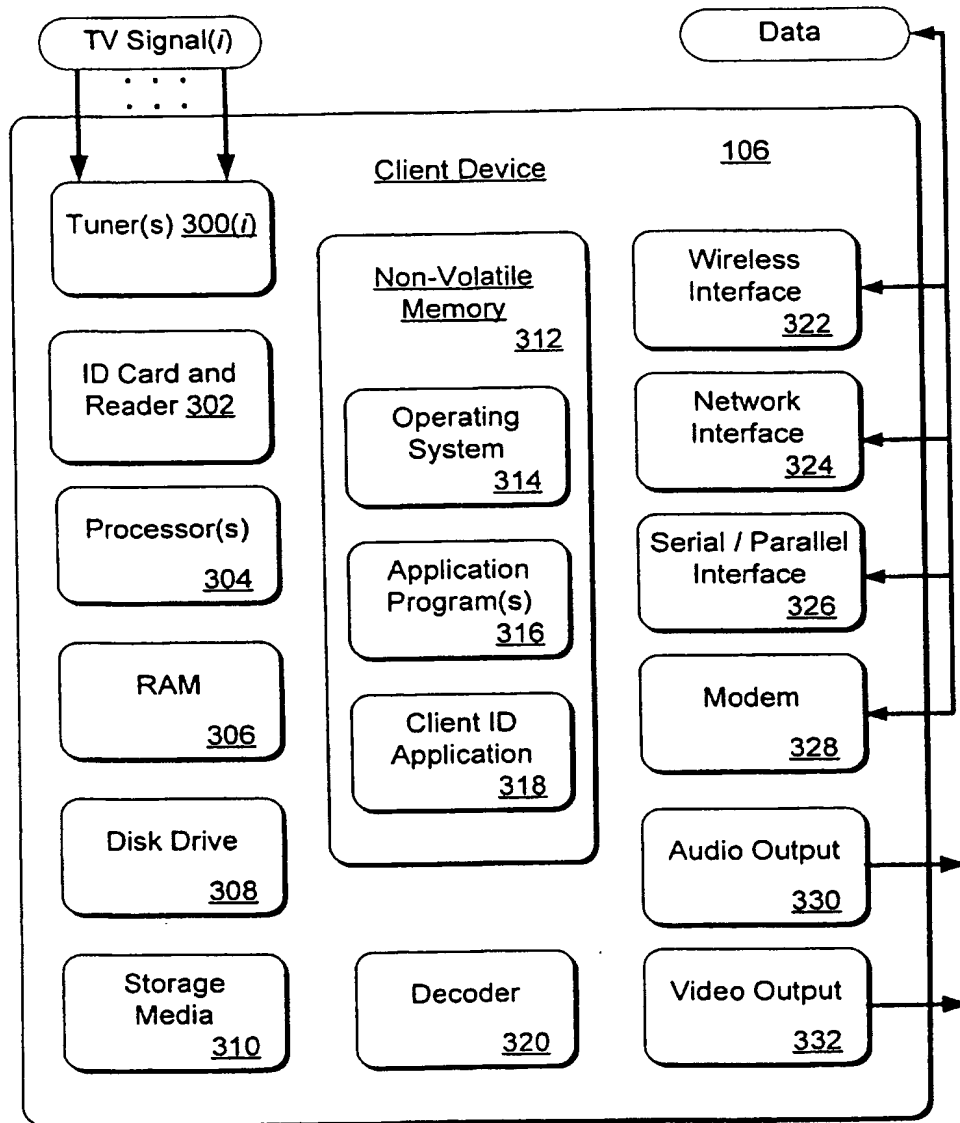 TV Signal(i)
Data
Client Device
106
Tuner(s) 300(i)
ID Card and
Reader 302
Processor(s)
304
RAM
306
Disk Drive
308
Storage
Media
310
Non-Volatile
Memory
312
Operating
System
314
Application
Program(s)
316
Client ID
Application
318
Decoder
320
Wireless
Interface
322
Network
Interface
324
Serial / Parallel
Interface
326
Modem
328
Audio Output
330
Video Output
332